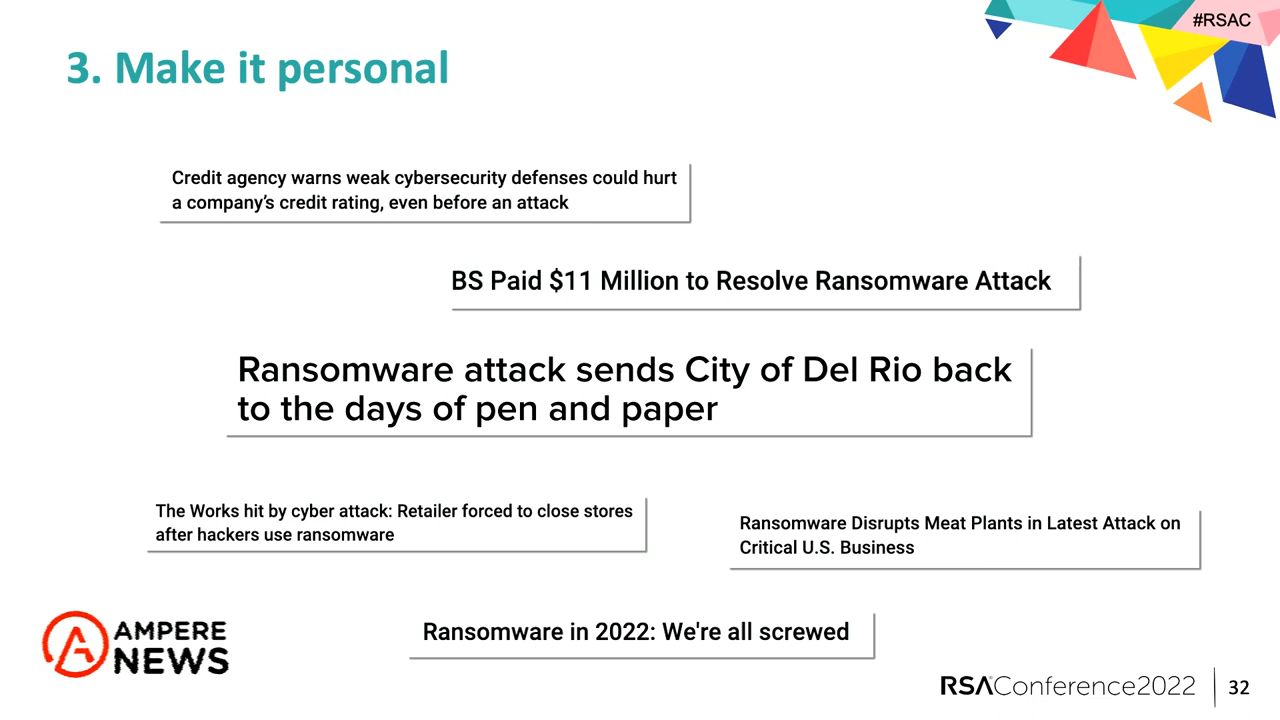 #RSAC
3. Make it personal
Credit agency warns weak cybersecurity defenses could hurt
a company's credit rating, even before an attack
BS Paid $11 Million to Resolve Ransomware Attack
Ransomware attack sends City of Del Rio back
to the days of pen and paper
The Works hit by cyber attack: Retailer forced to close stores
after hackers use ransomware
Ransomware Disrupts Meat Plants in Latest Attack on
Critical U.S. Business
Ransomware in 2022: We're all screwed
AMPERE
NEWS
RSAConference2022
32